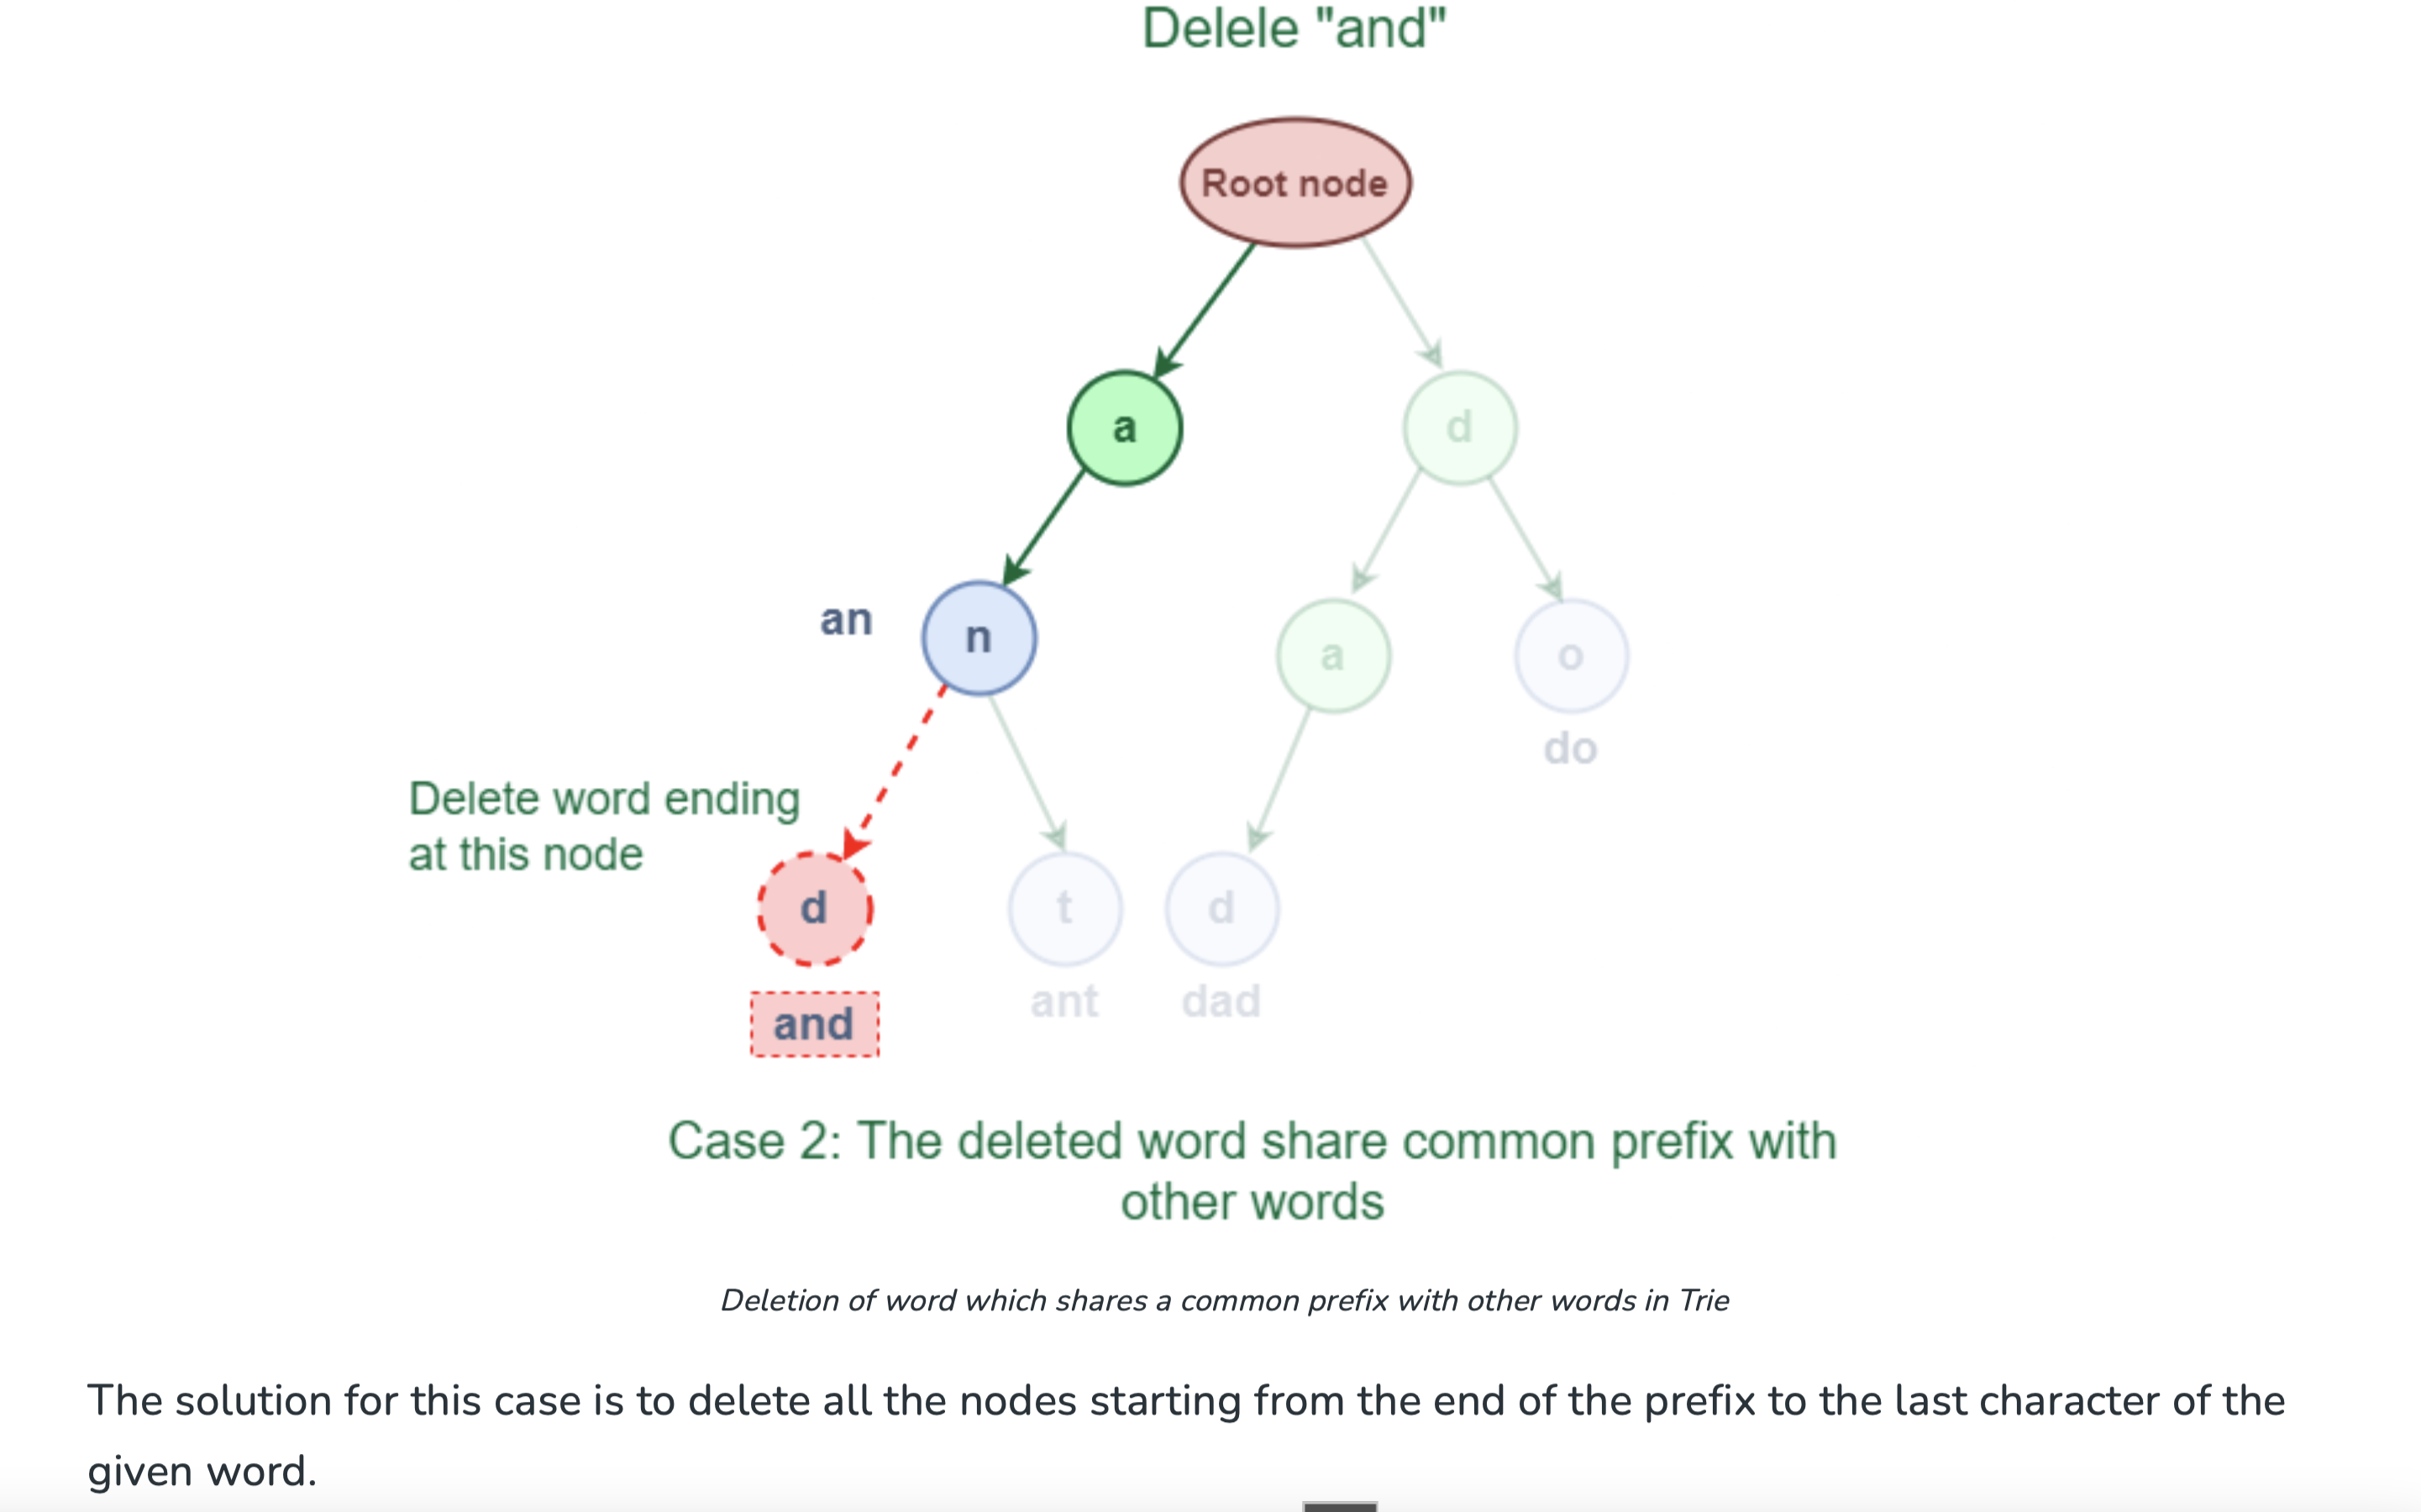 Delele "and"
Root node
a
d
an
n
a
o
do
Delete word ending
at this node
d
t
d
and
ant
dad
Case 2: The deleted word share common prefix with
other words
Deletion of word which shares a common prefix with other words in Trie
The solution for this case is to delete all the nodes starting from the end of the prefix to the last character of the
given word.